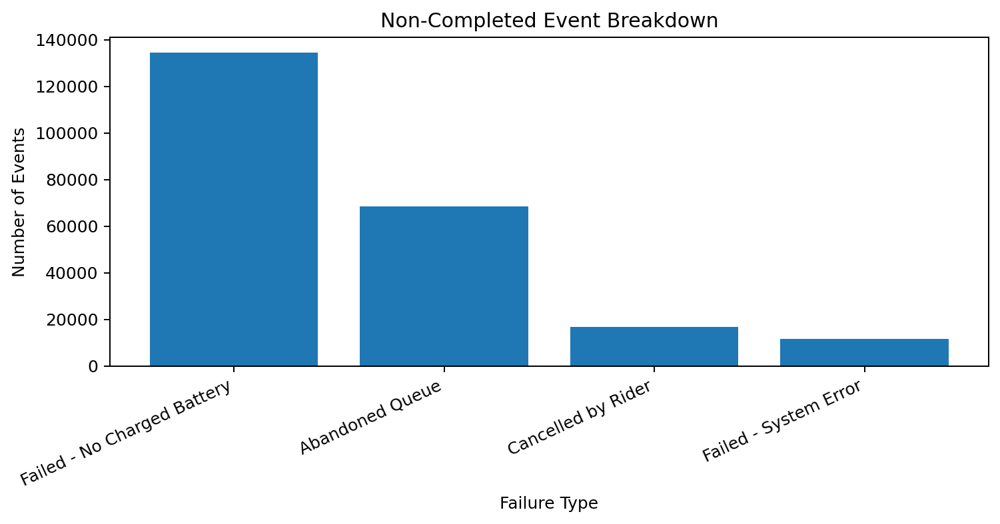 Non-Completed Event Breakdown
Number of Events
140000
120000
100000
80000
60000
40000
20000
0
Failed - No Charged Battery
Abandoned Queue
Cancelled by Rider
Failed - System Error
Failure Type